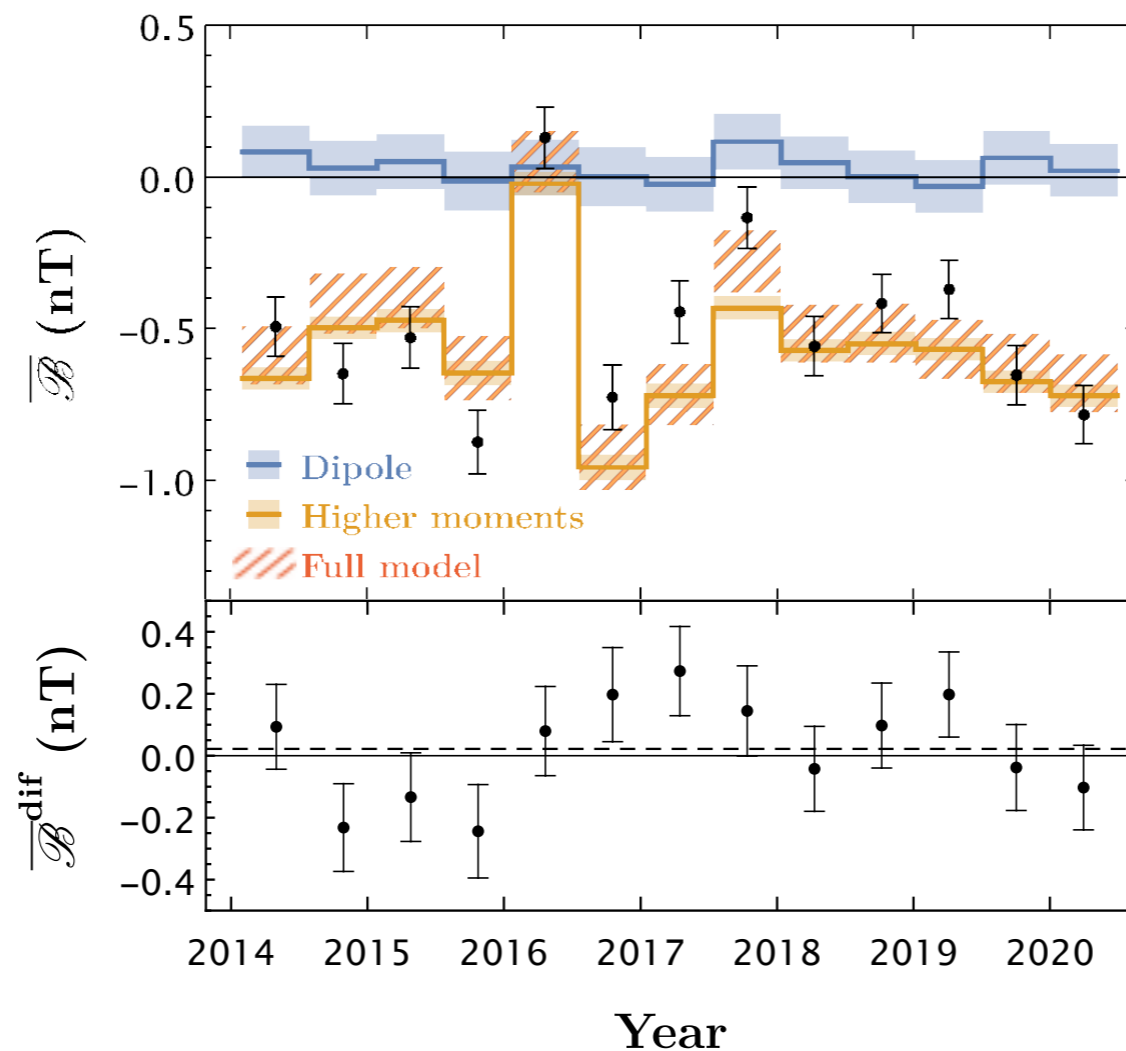 0.5
0.0
−0.5
−1.0
ℬ̅ (nT)
Dipole
Higher moments
Full model
0.4
0.2
0.0
−0.2
−0.4
ℬ̅ᵈⁱᶠ (nT)
2014 2015 2016 2017 2018 2019 2020
Year